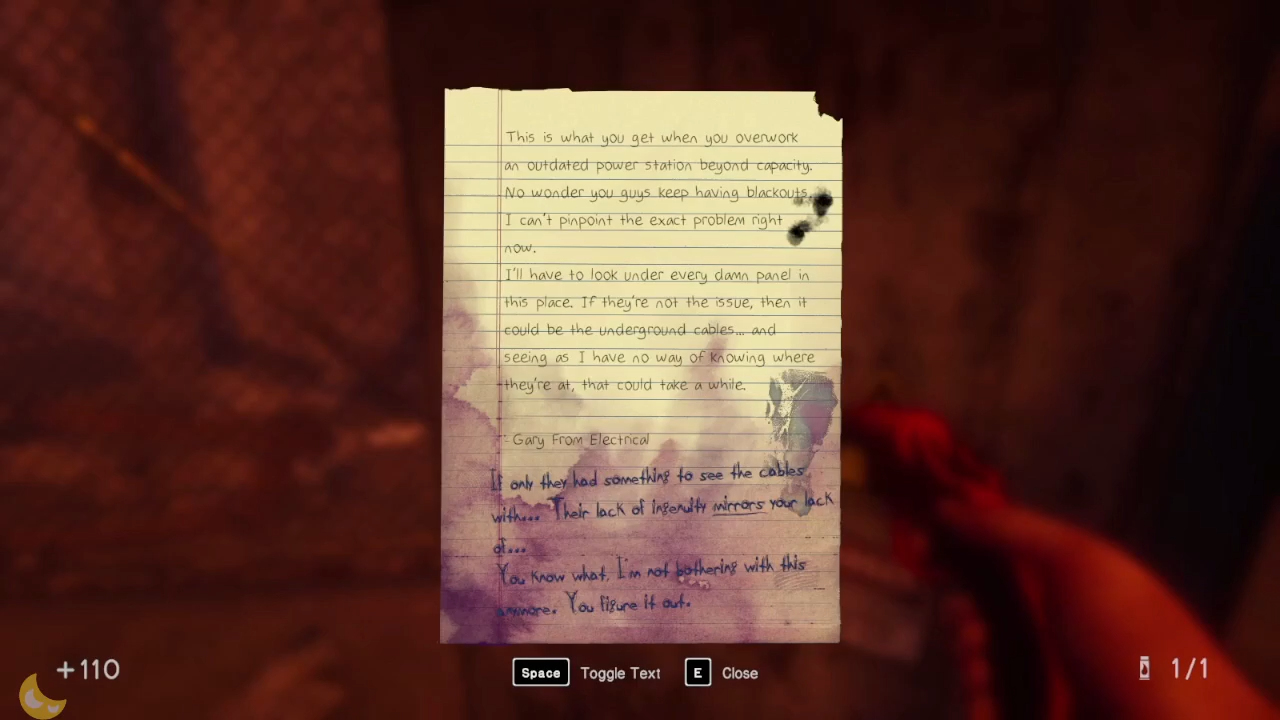 This is what you get when you overwork
an outdated power station beyond capacity.
No wonder you guys keep having blackouts.
I can't pinpoint the exact problem right
now.
I'll have to look under every damn panel in
this place. If they're not the issue, then it
could be the underground cables... and
seeing as I have no way of knowing where
they're at, that could take a while.
- Gary From Electrical
If only they had something to see the cables
with... Their lack of ingenuity mirrors your lack
of...
You know what, I'm not bothering with this
anymore. You figure it out.
+110
Space Toggle Text E Close
1/1